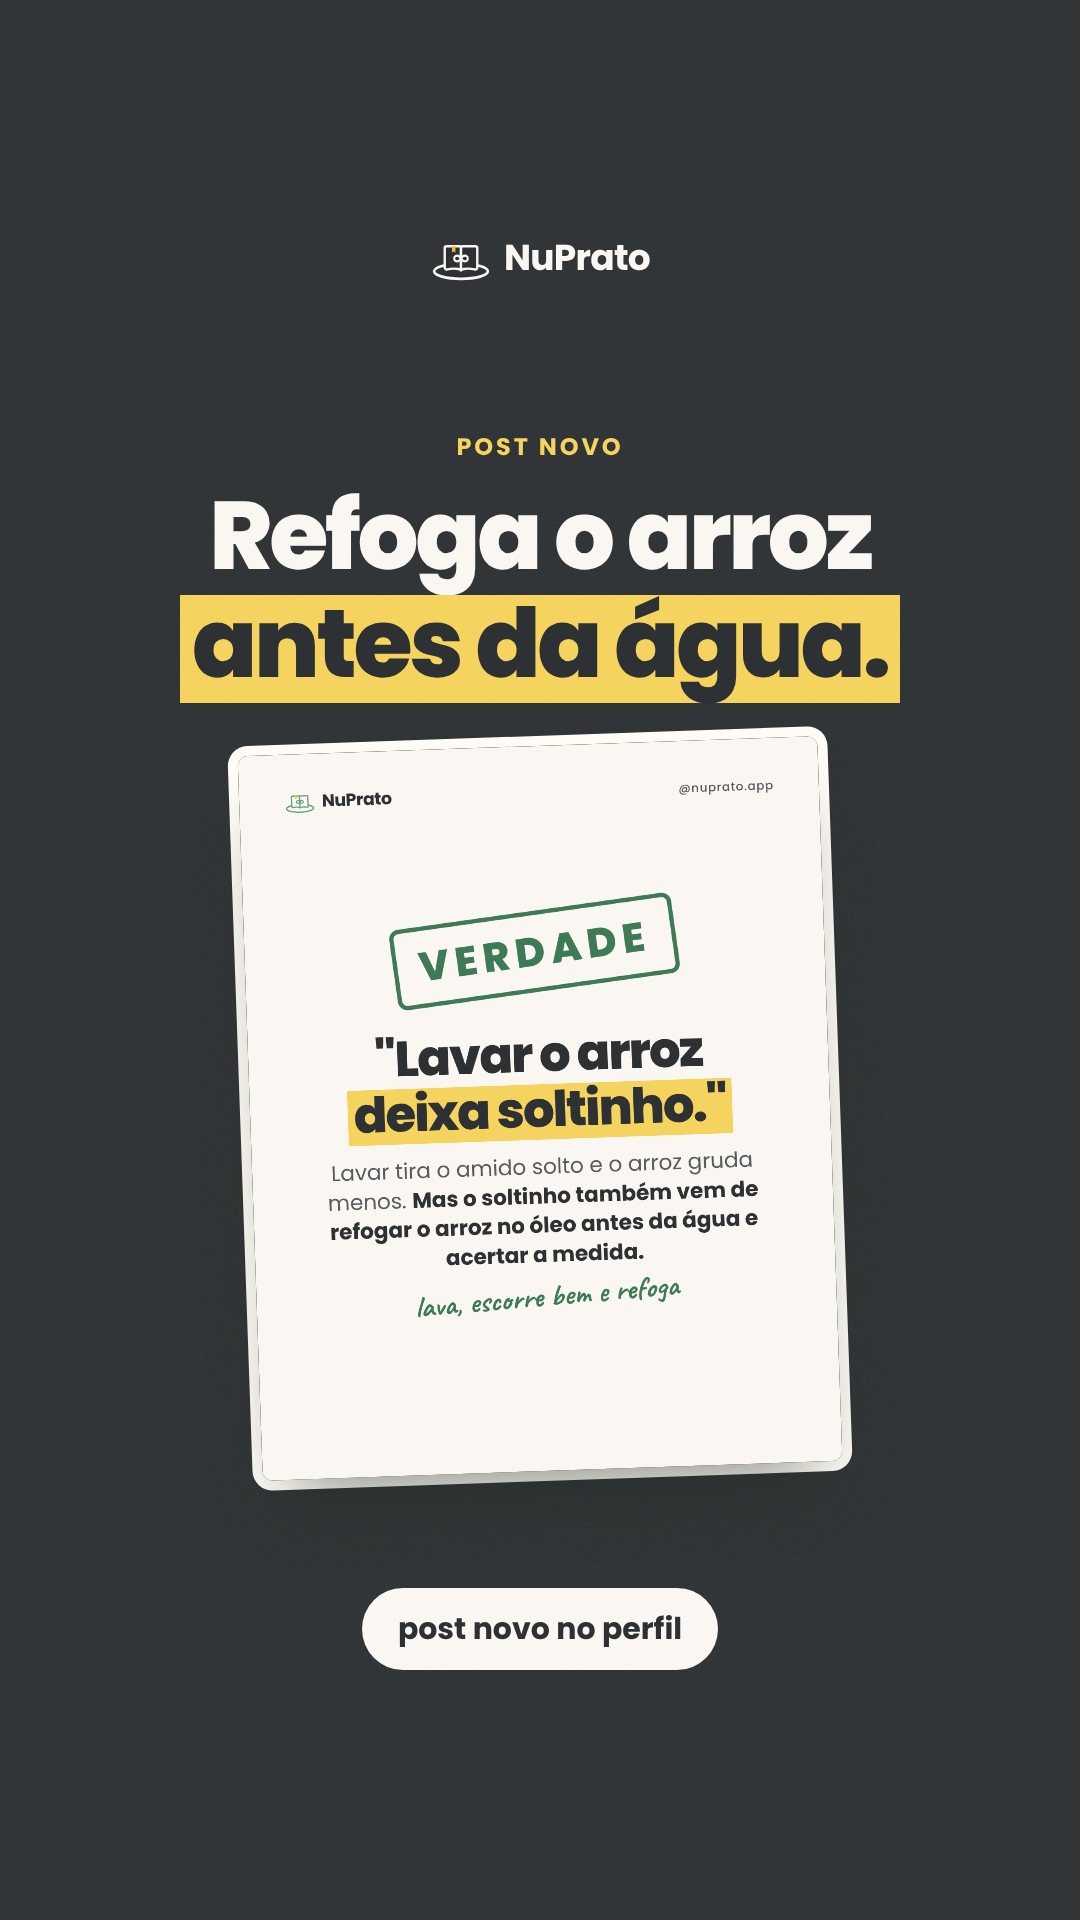 NuPrato
POST NOVO
Refoga o arroz
antes da água.
NuPrato
@nuprato.app
VERDADE
"Lavar o arroz
deixa soltinho."
Lavar tira o amido solto e o arroz gruda
menos. Mas o soltinho também vem de
refogar o arroz no óleo antes da água e
acertar a medida.
lava, escorre bem e refoga
post novo no perfil